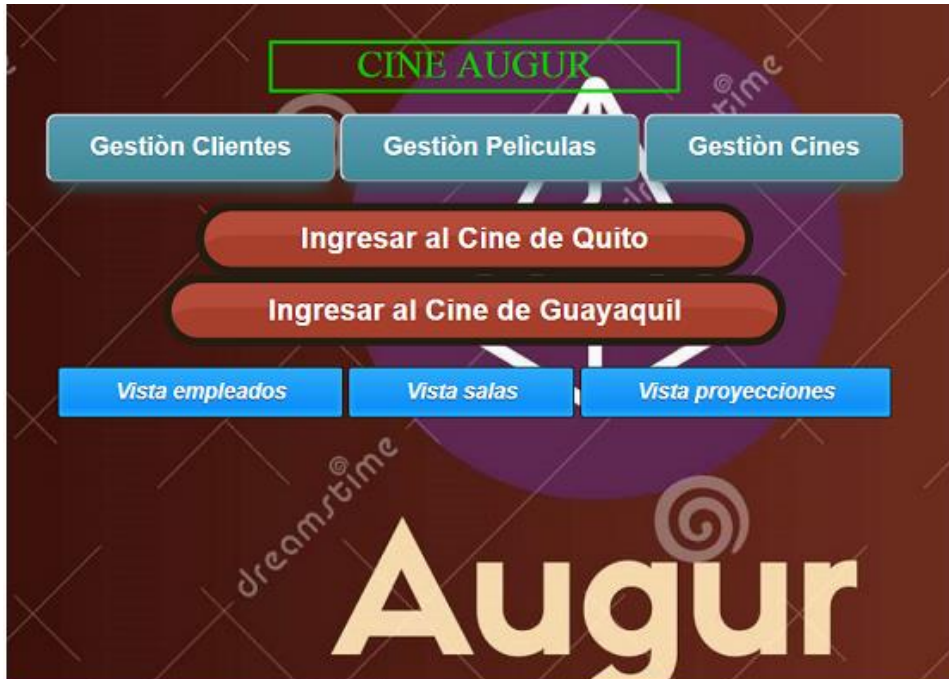 CINE AUGUR
Gestiòn Clientes Gestiòn Pelìculas Gestiòn Cines
Ingresar al Cine de Quito
Ingresar al Cine de Guayaquil
Vista empleados Vista salas Vista proyecciones
dreamstime
Augur